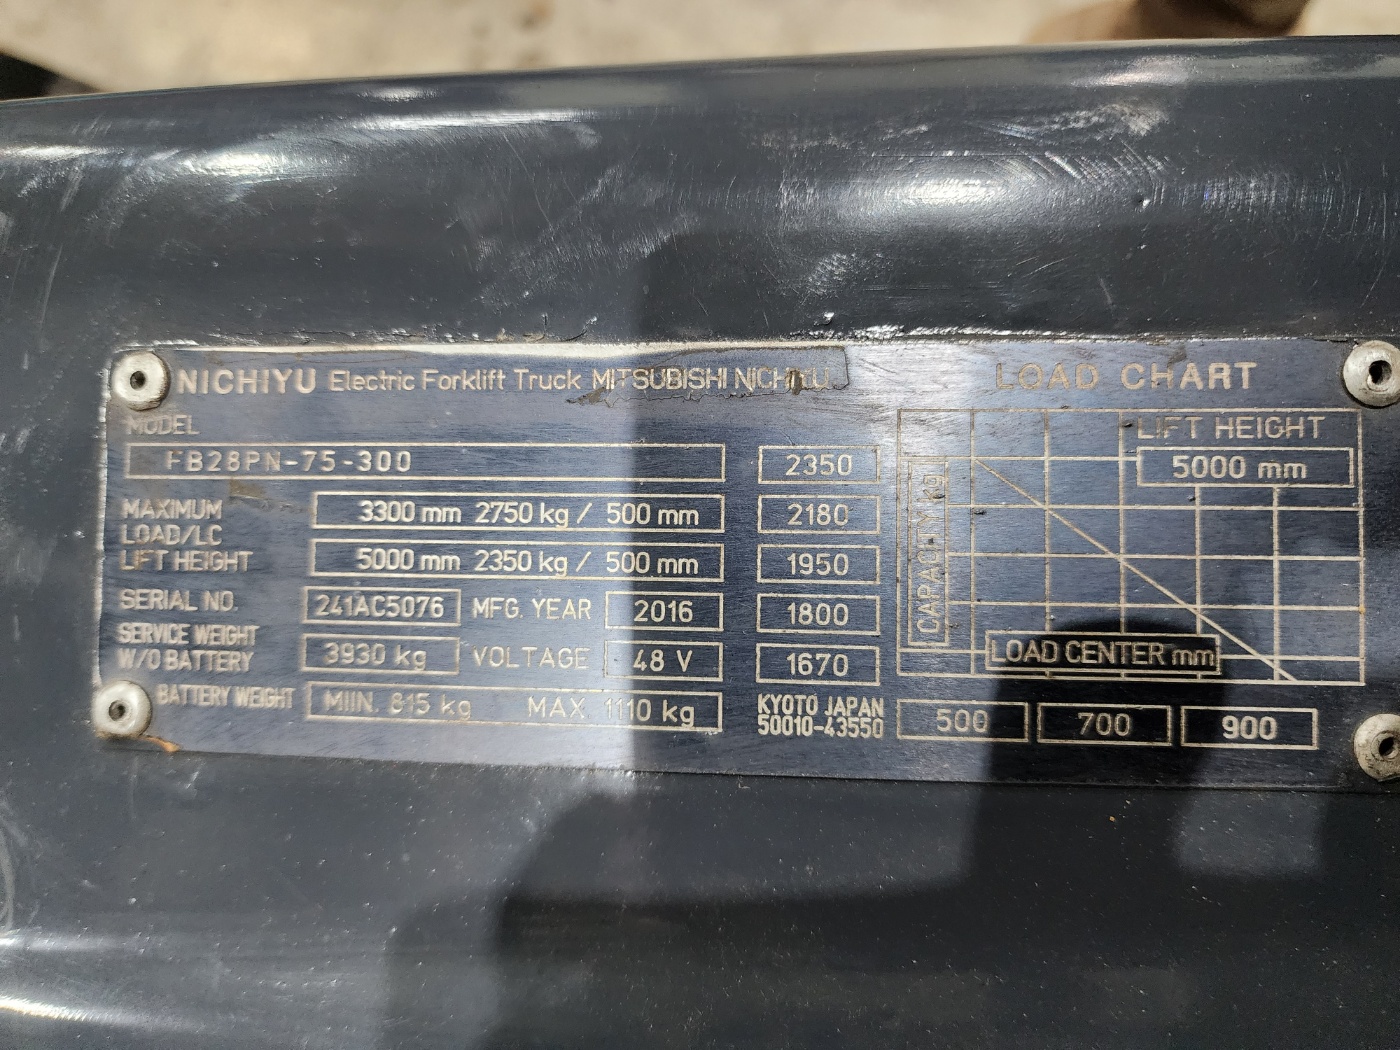 NICHIYU Electric Forklift Truck MITSUBISHI NICHIYU
LOAD CHART
MODEL
FB28PN-75-300
MAXIMUM
LOAD/LC
LIFT HEIGHT
3300 mm 2750 kg / 500 mm
5000 mm 2350 kg / 500 mm
SERIAL NO.
241AC5076
MFG. YEAR
2016
SERVICE WEIGHT
W/O BATTERY
3930 kg
VOLTAGE
48 V
BATTERY WEIGHT
MIIN. 815 kg MAX. 1110 kg
2350
2180
1950
1800
1670
KYOTO JAPAN
50010-43550
LIFT HEIGHT
5000 mm
CAPACITY kg
LOAD CENTER mm
500
700
900